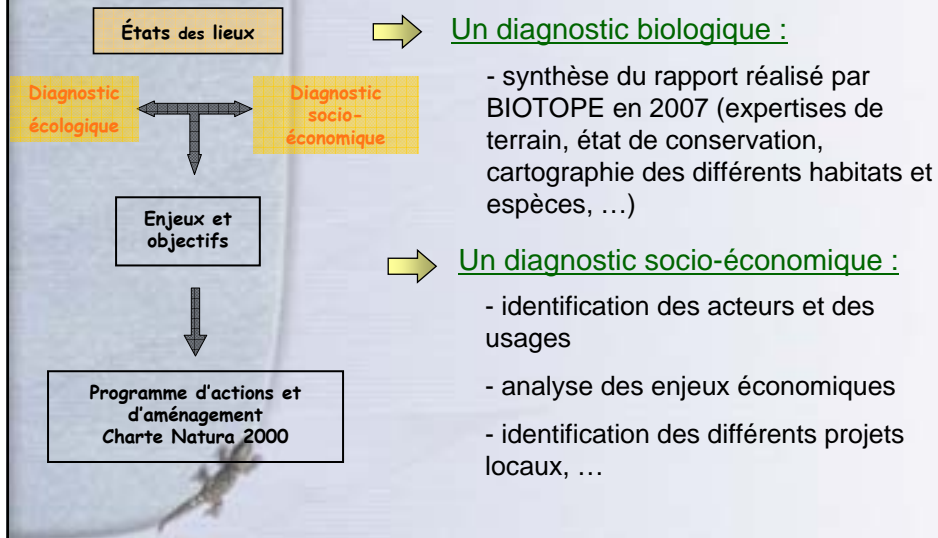 États des lieux
Diagnostic
écologique
Diagnostic
socio-
économique
Enjeux et
objectifs
Programme d'actions et
d'aménagement
Charte Natura 2000
Un diagnostic biologique :
- synthèse du rapport réalisé par
BIOTOPE en 2007 (expertises de
terrain, état de conservation,
cartographie des différents habitats et
espèces, …)
Un diagnostic socio-économique :
- identification des acteurs et des
usages
- analyse des enjeux économiques
- identification des différents projets
locaux, …